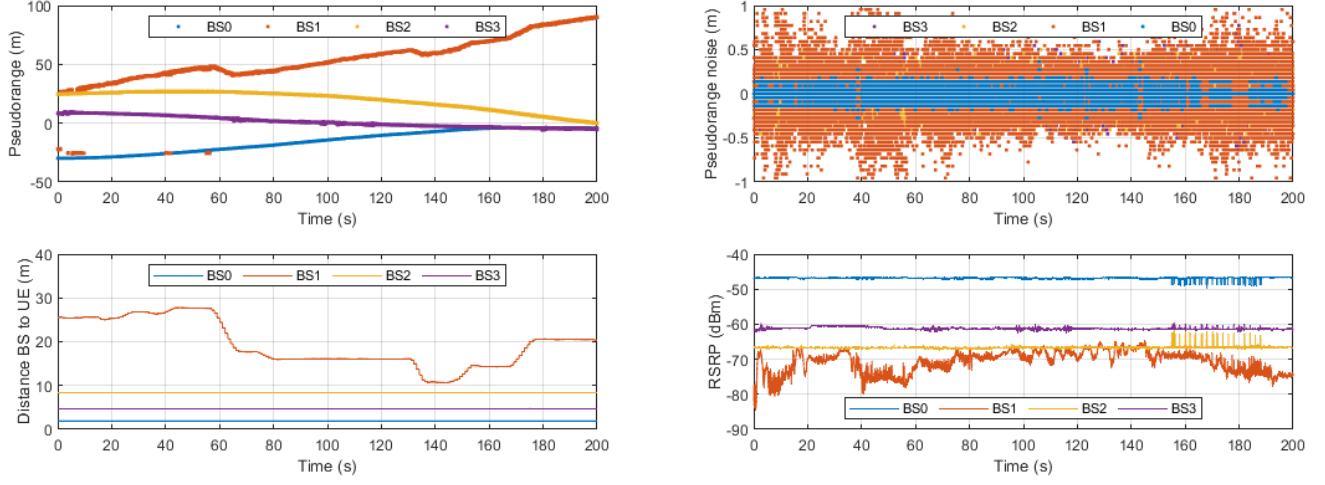 100
50
0
-50
Pseudorange (m)
BS0 BS1 BS2 BS3
0 20 40 60 80 100 120 140 160 180 200
Time (s)
1
0.5
0
-0.5
-1
Pseudorange noise (m)
BS3 BS2 BS1 BS0
0 20 40 60 80 100 120 140 160 180 200
Time (s)
40
30
20
10
0
Distance BS to UE (m)
BS0 BS1 BS2 BS3
0 20 40 60 80 100 120 140 160 180 200
Time (s)
-40
-50
-60
-70
-80
-90
RSRP (dBm)
BS0 BS1 BS2 BS3
0 20 40 60 80 100 120 140 160 180 200
Time (s)